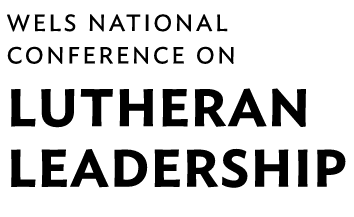 WELS NATIONAL
CONFERENCE ON
LUTHERAN
LEADERSHIP